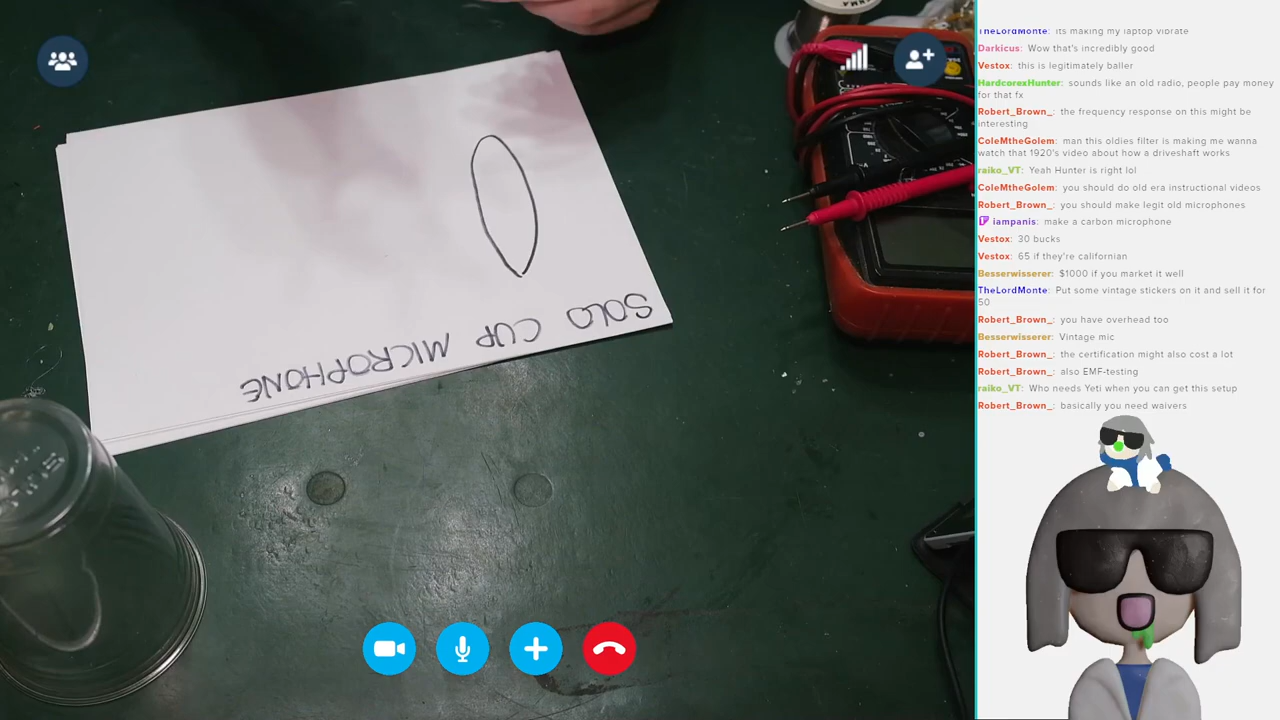 SOLO CUP MICROPHONE
TheLordMonte: its making my laptop vibrate
Darkicus: Wow that's incredibly good
Vestox: this is legitimately baller
HardcorexHunter: sounds like an old radio, people pay money
for that fx
Robert_Brown_: the frequency response on this might be
interesting
ColeMtheGolem: man this oldies filter is making me wanna
watch that 1920's video about how a driveshaft works
raiko_VT: Yeah Hunter is right lol
ColeMtheGolem: you should do old era instructional videos
Robert_Brown_: you should make legit old microphones
iampanis: make a carbon microphone
Vestox: 30 bucks
Vestox: 65 if they're californian
Besserwisserer: $1000 if you market it well
TheLordMonte: Put some vintage stickers on it and sell it for
50
Robert_Brown_: you have overhead too
Besserwisserer: Vintage mic
Robert_Brown_: the certification might also cost a lot
Robert_Brown_: also EMF-testing
raiko_VT: Who needs Yeti when you can get this setup
Robert_Brown_: basically you need waivers